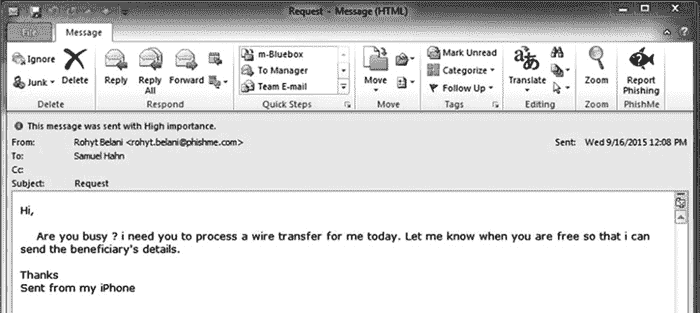 Request - Message (HTML)
File Message
Ignore
Junk
Delete
Reply
Reply All
Forward
m-Bluebox
To Manager
Team E-mail
Move
Mark Unread
Categorize
Follow Up
Translate
Zoom
Report Phishing
Delete Respond Quick Steps Move Tags Editing Zoom PhishMe
This message was sent with High importance.
From: Rohyt Belani <rohyt.belani@phishme.com> Sent: Wed 9/16/2015 12:08 PM
To: Samuel Hahn
Cc:
Subject: Request
Hi,
Are you busy ? i need you to process a wire transfer for me today. Let me know when you are free so that i can
send the beneficiary's details.
Thanks
Sent from my iPhone